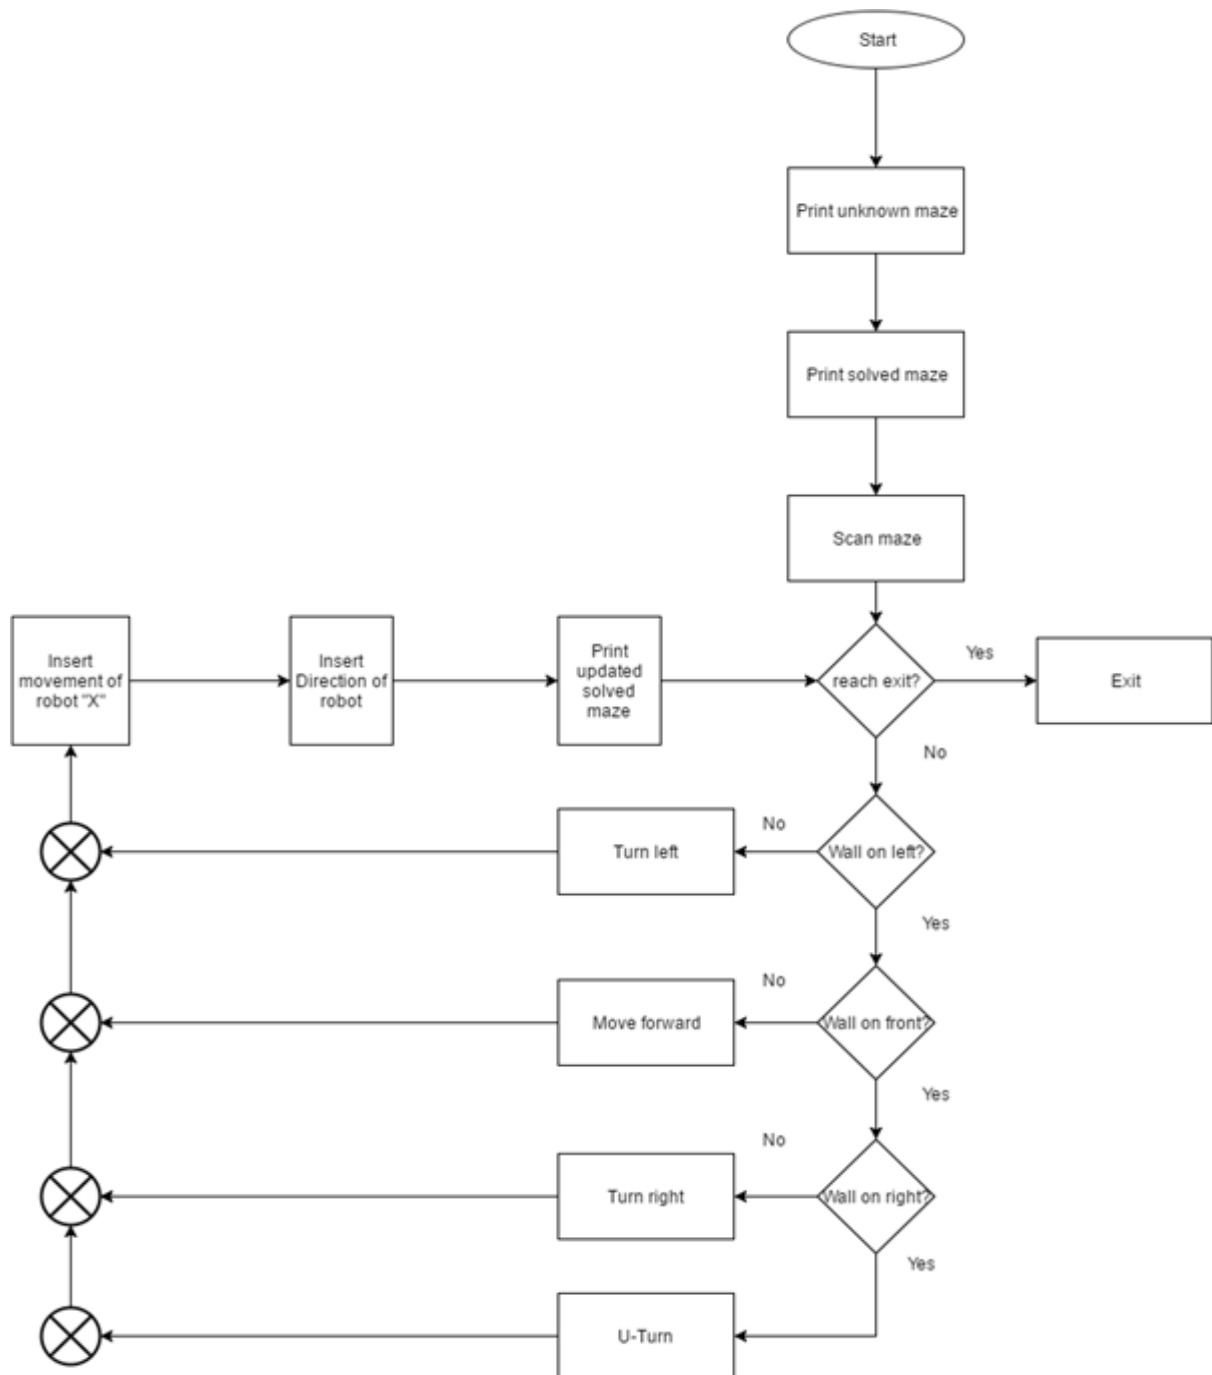 Start
Print unknown maze
Print solved maze
Scan maze
Insert
movement of
robot "X"
Insert
Direction of
robot
Print
updated
solved
maze
reach exit?
Yes
Exit
No
Turn left
No
Wall on left?
Yes
Move forward
No
Wall on front?
Yes
Turn right
No
Wall on right?
Yes
U-Turn